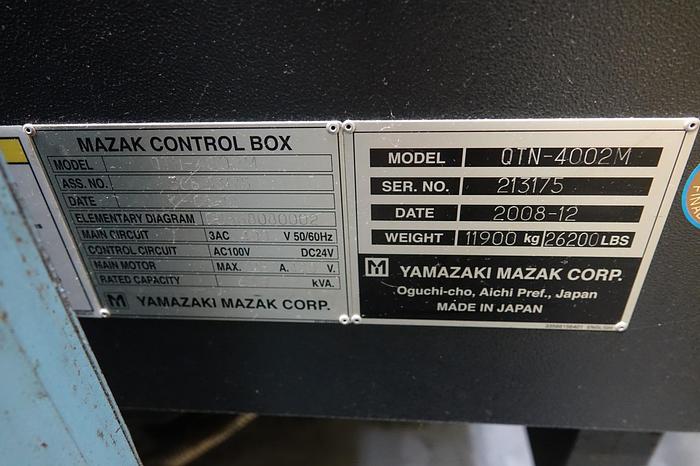 MAZAK CONTROL BOX
MODEL
ASS. NO.
DATE
ELEMENTARY DIAGRAM
MAIN CIRCUIT 3AC V 50/60Hz
CONTROL CIRCUIT AC100V DC24V
MAIN MOTOR MAX. A. V.
RATED CAPACITY kVA.
M YAMAZAKI MAZAK CORP.
MODEL QTN-4002M
SER. NO. 213175
DATE 2008-12
WEIGHT 11900 kg 26200 LBS
M YAMAZAKI MAZAK CORP.
Oguchi-cho, Aichi Pref., Japan
MADE IN JAPAN